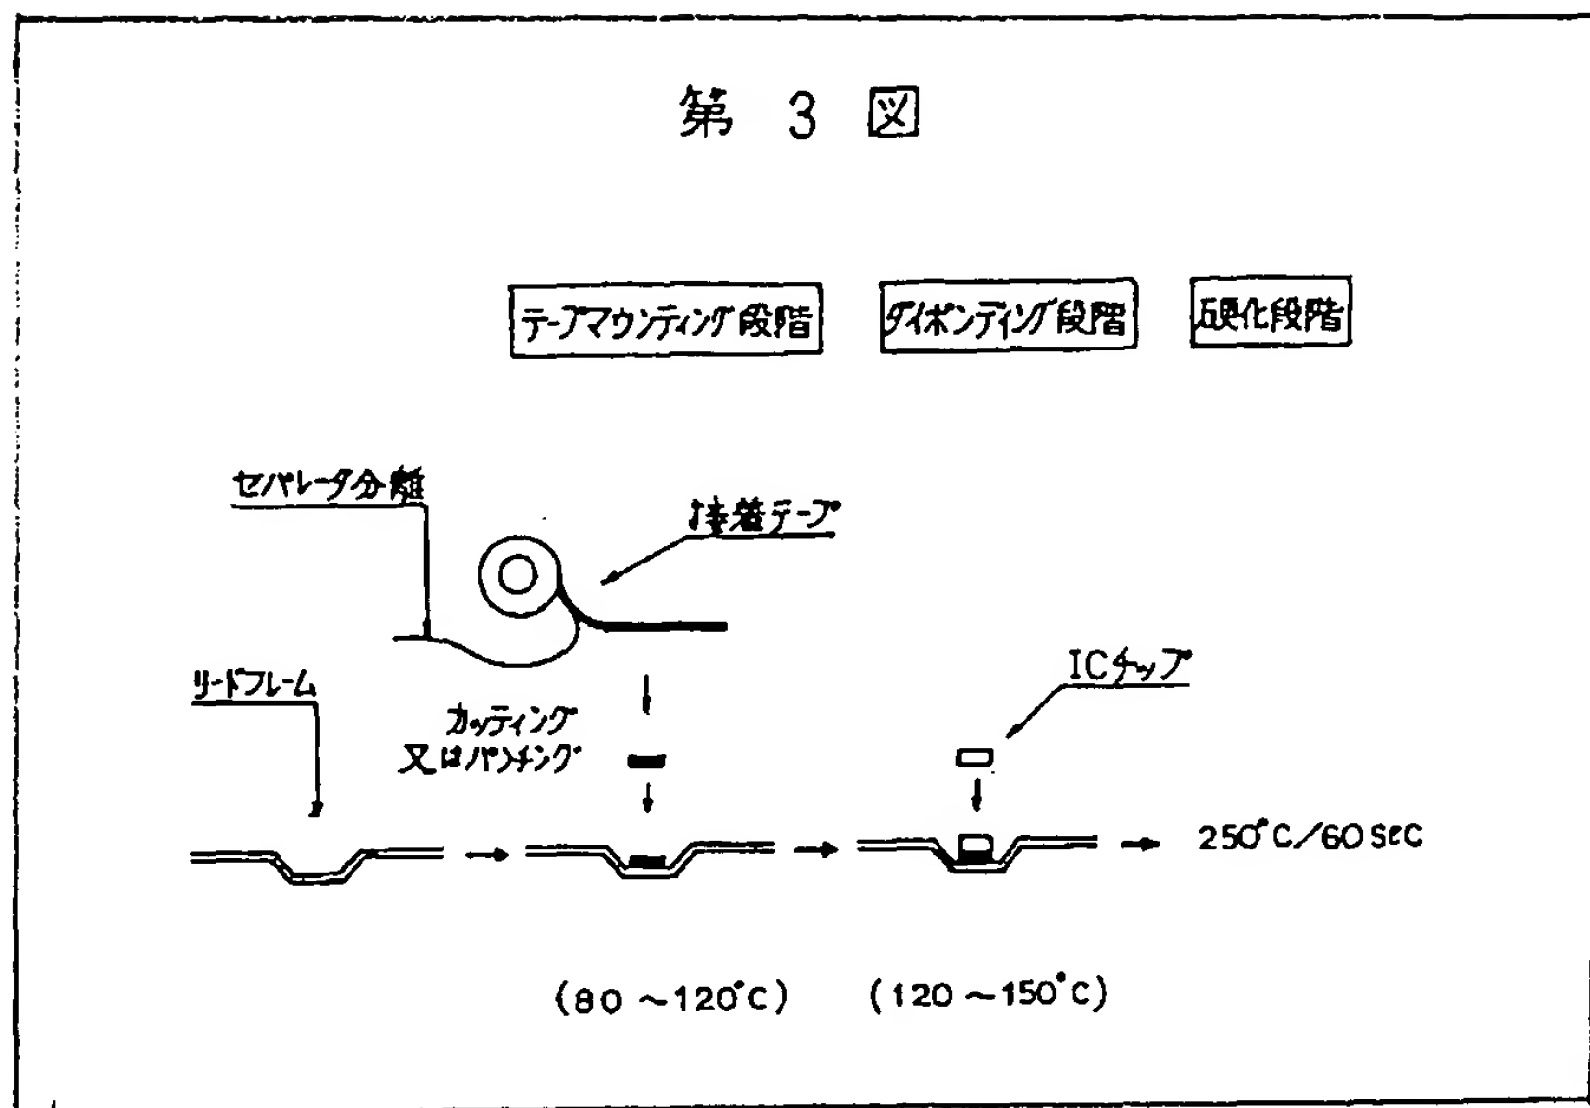 第 3 図
テープマウンティング段階
ダイボンディング段階
硬化段階
セパレータ分離
接着テープ
リードフレーム
カッティング
又はパンチング
ICチップ
250°C/60sec
(80～120°C)
(120～150°C)